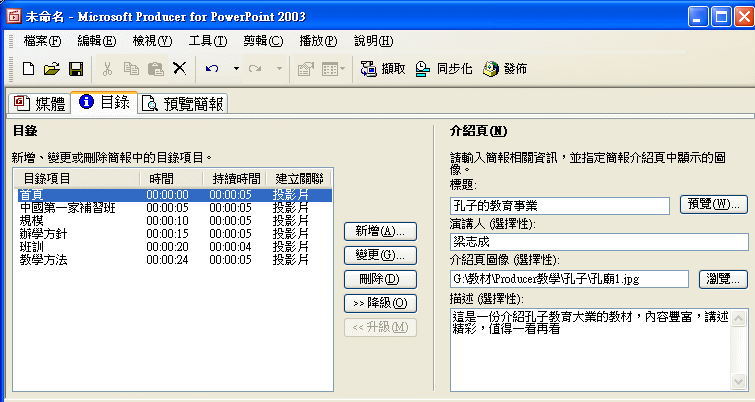 未命名 - Microsoft Producer for PowerPoint 2003
檔案(F) 編輯(E) 檢視(V) 工具(T) 剪輯(C) 播放(P) 說明(H)
擷取 同步化 發佈
媒體 目錄 預覽簡報
目錄
新增、變更或刪除簡報中的目錄項目。
目錄項目 時間 持續時間 建立關聯
首頁 00:00:00 00:00:05 投影片
中國第一家補習班 00:00:05 00:00:05 投影片
規模 00:00:10 00:00:05 投影片
辦學方針 00:00:15 00:00:05 投影片
班訓 00:00:20 00:00:04 投影片
教學方法 00:00:24 00:00:05 投影片
新增(A)...
變更(G)...
刪除(D)
>> 降級(O)
<< 升級(M)
介紹頁(N)
請輸入簡報相關資訊，並指定簡報介紹頁中顯示的圖
像。
標題:
孔子的教育事業 預覽(W)...
演講人 (選擇性):
梁志成
介紹頁圖像 (選擇性):
G:\教材\Producer教學\孔子\孔廟1.jpg 瀏覽...
描述 (選擇性):
這是一份介紹孔子教育大業的教材，內容豐富，講述
精彩，值得一看再看